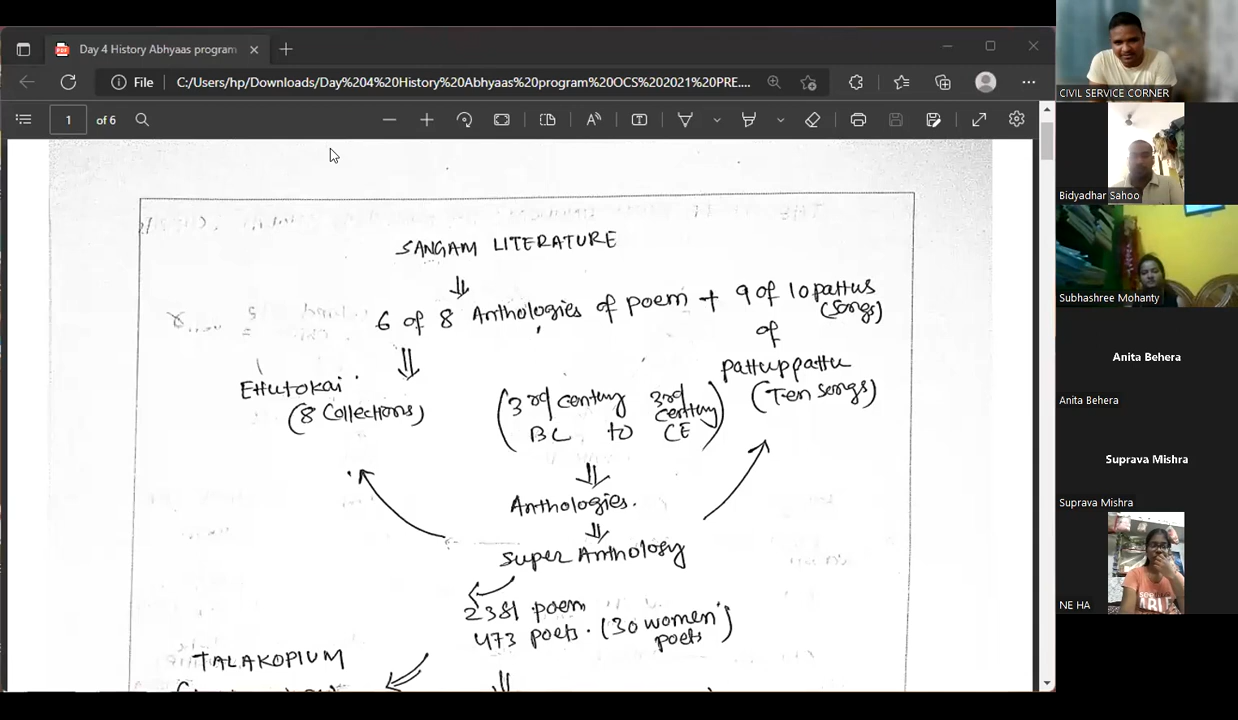 Day 4 History Abhyaas program
File
C:/Users/hp/Downloads/Day%204%20History%20Abhyaas%20program%20OCS%202021%20PRE....
1 of 6
SANGAM LITERATURE
6 of 8 Anthologies of poem + 9 of 10 pattus
(songs)
of
pattuppattu
(Ten songs)
Ettutokai
(8 Collections)
(3rd century 3rd century
BC to CE)
Anthologies.
Super Anthology
2381 poem
473 poets. (30 women poets)
TALAKOPIUM
CIVIL SERVICE CORNER
Bidyadhar Sahoo
Subhashree Mohanty
Anita Behera
Anita Behera
Suprava Mishra
Suprava Mishra
NE HA